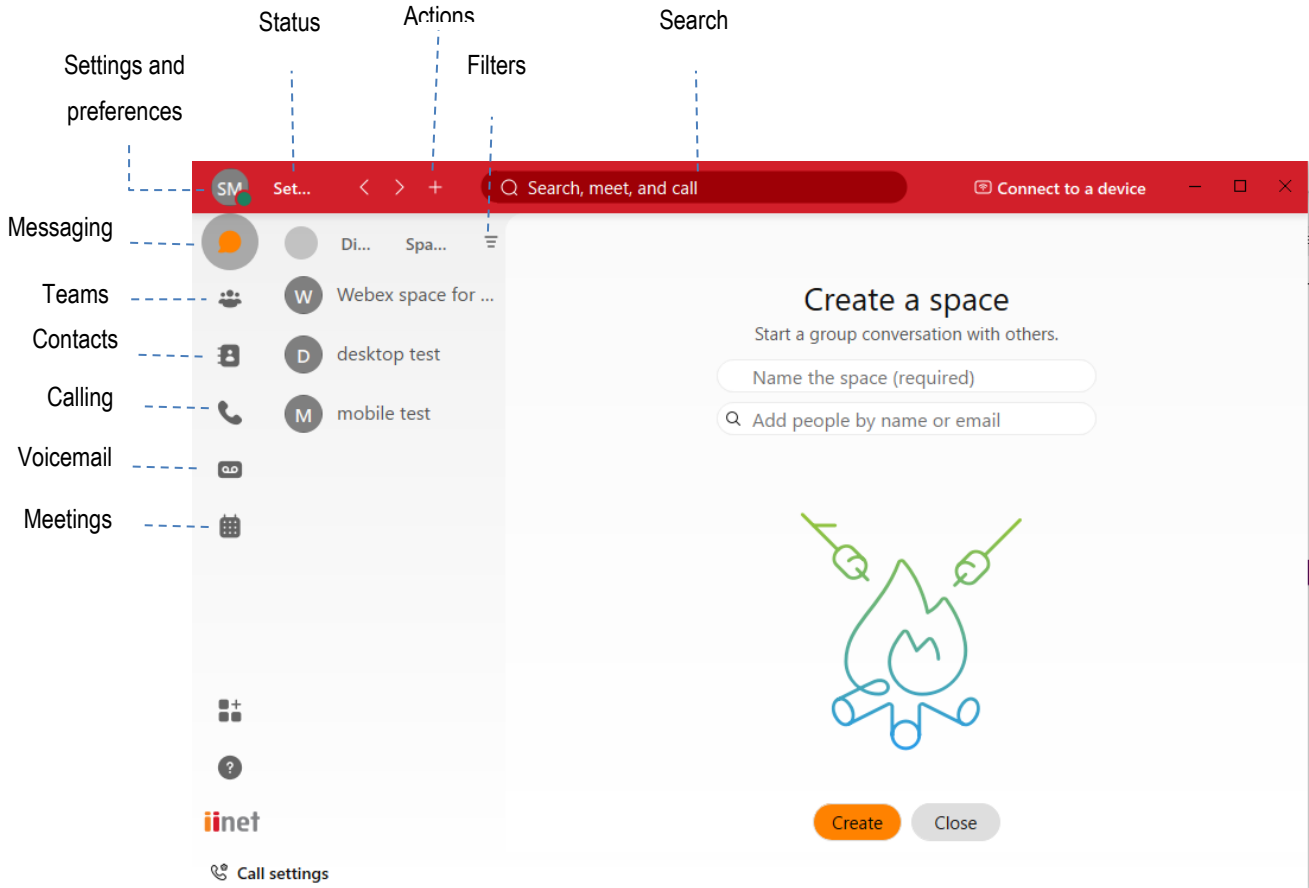 Status
Actions
Search
Settings and
preferences
Filters
SM
Set...
Search, meet, and call
Connect to a device
Messaging
Di...
Spa...
Teams
W
Webex space for ...
Create a space
Start a group conversation with others.
Contacts
D
desktop test
Name the space (required)
Calling
M
mobile test
Add people by name or email
Voicemail
Meetings
?
iinet
Create
Close
Call settings